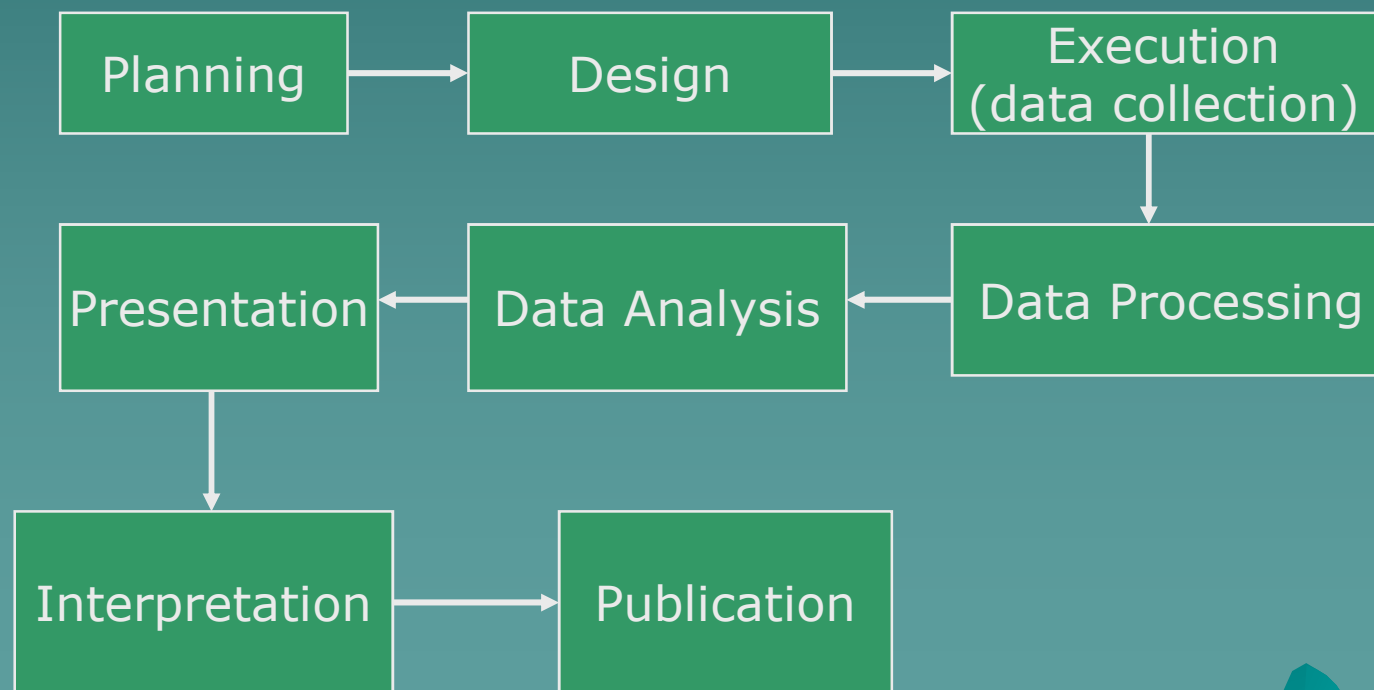 Planning
Design
Execution
(data collection)
Data Processing
Data Analysis
Presentation
Interpretation
Publication